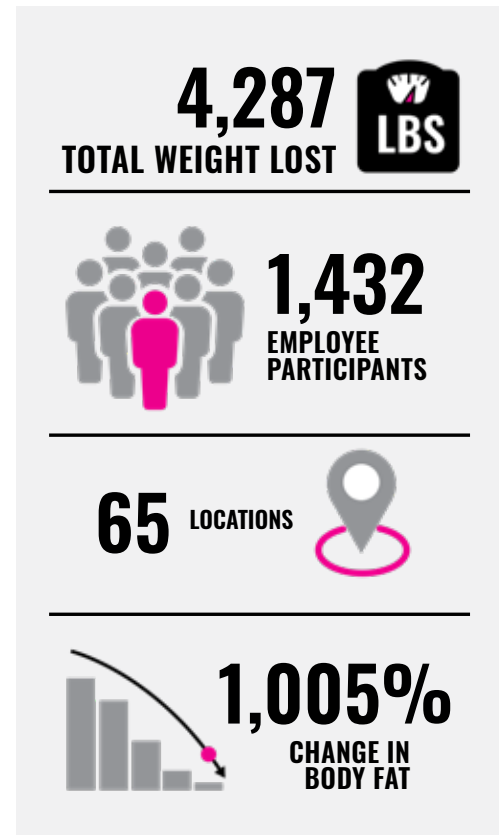 4,287
LBS
TOTAL WEIGHT LOST
1,432
EMPLOYEE
PARTICIPANTS
65 LOCATIONS
1,005%
CHANGE IN
BODY FAT